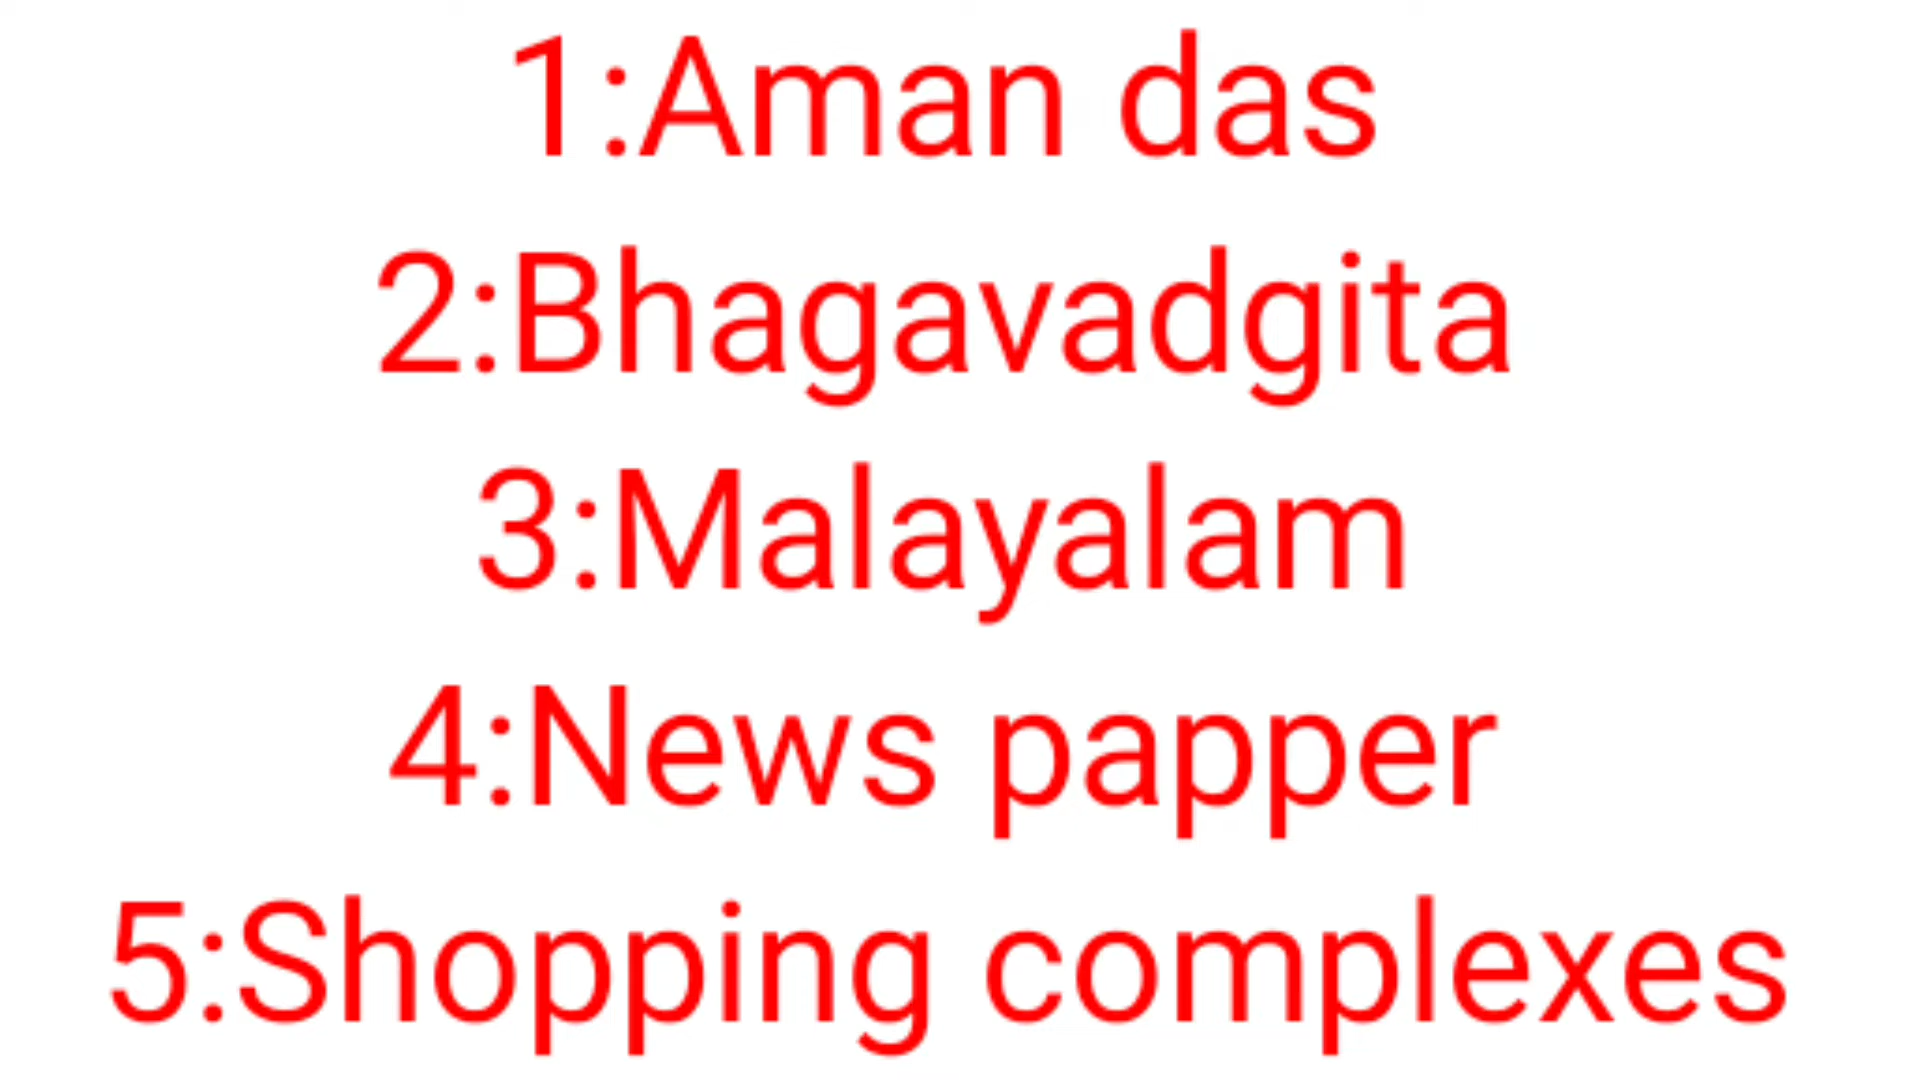 1:Aman das
2:Bhagavadgita
3:Malayalam
4:News papper
5:Shopping complexes